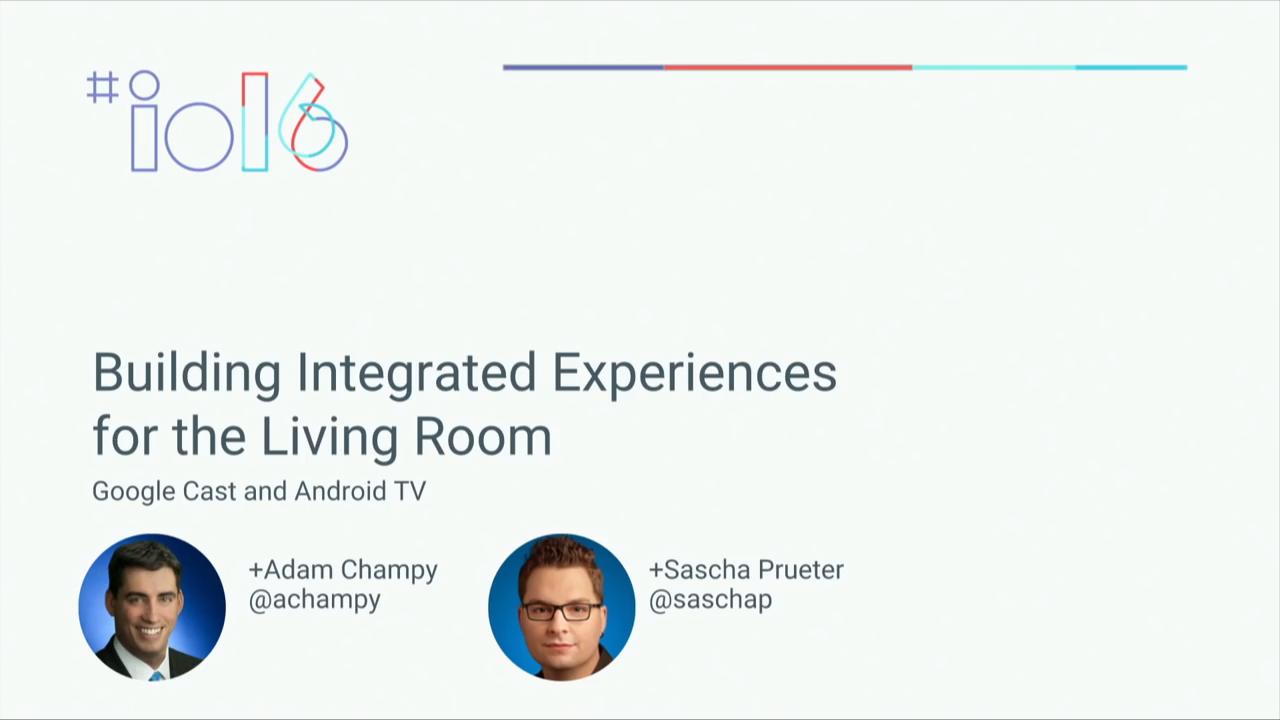 #io16
Building Integrated Experiences
for the Living Room
Google Cast and Android TV
+Adam Champy
@achampy
+Sascha Prueter
@saschap